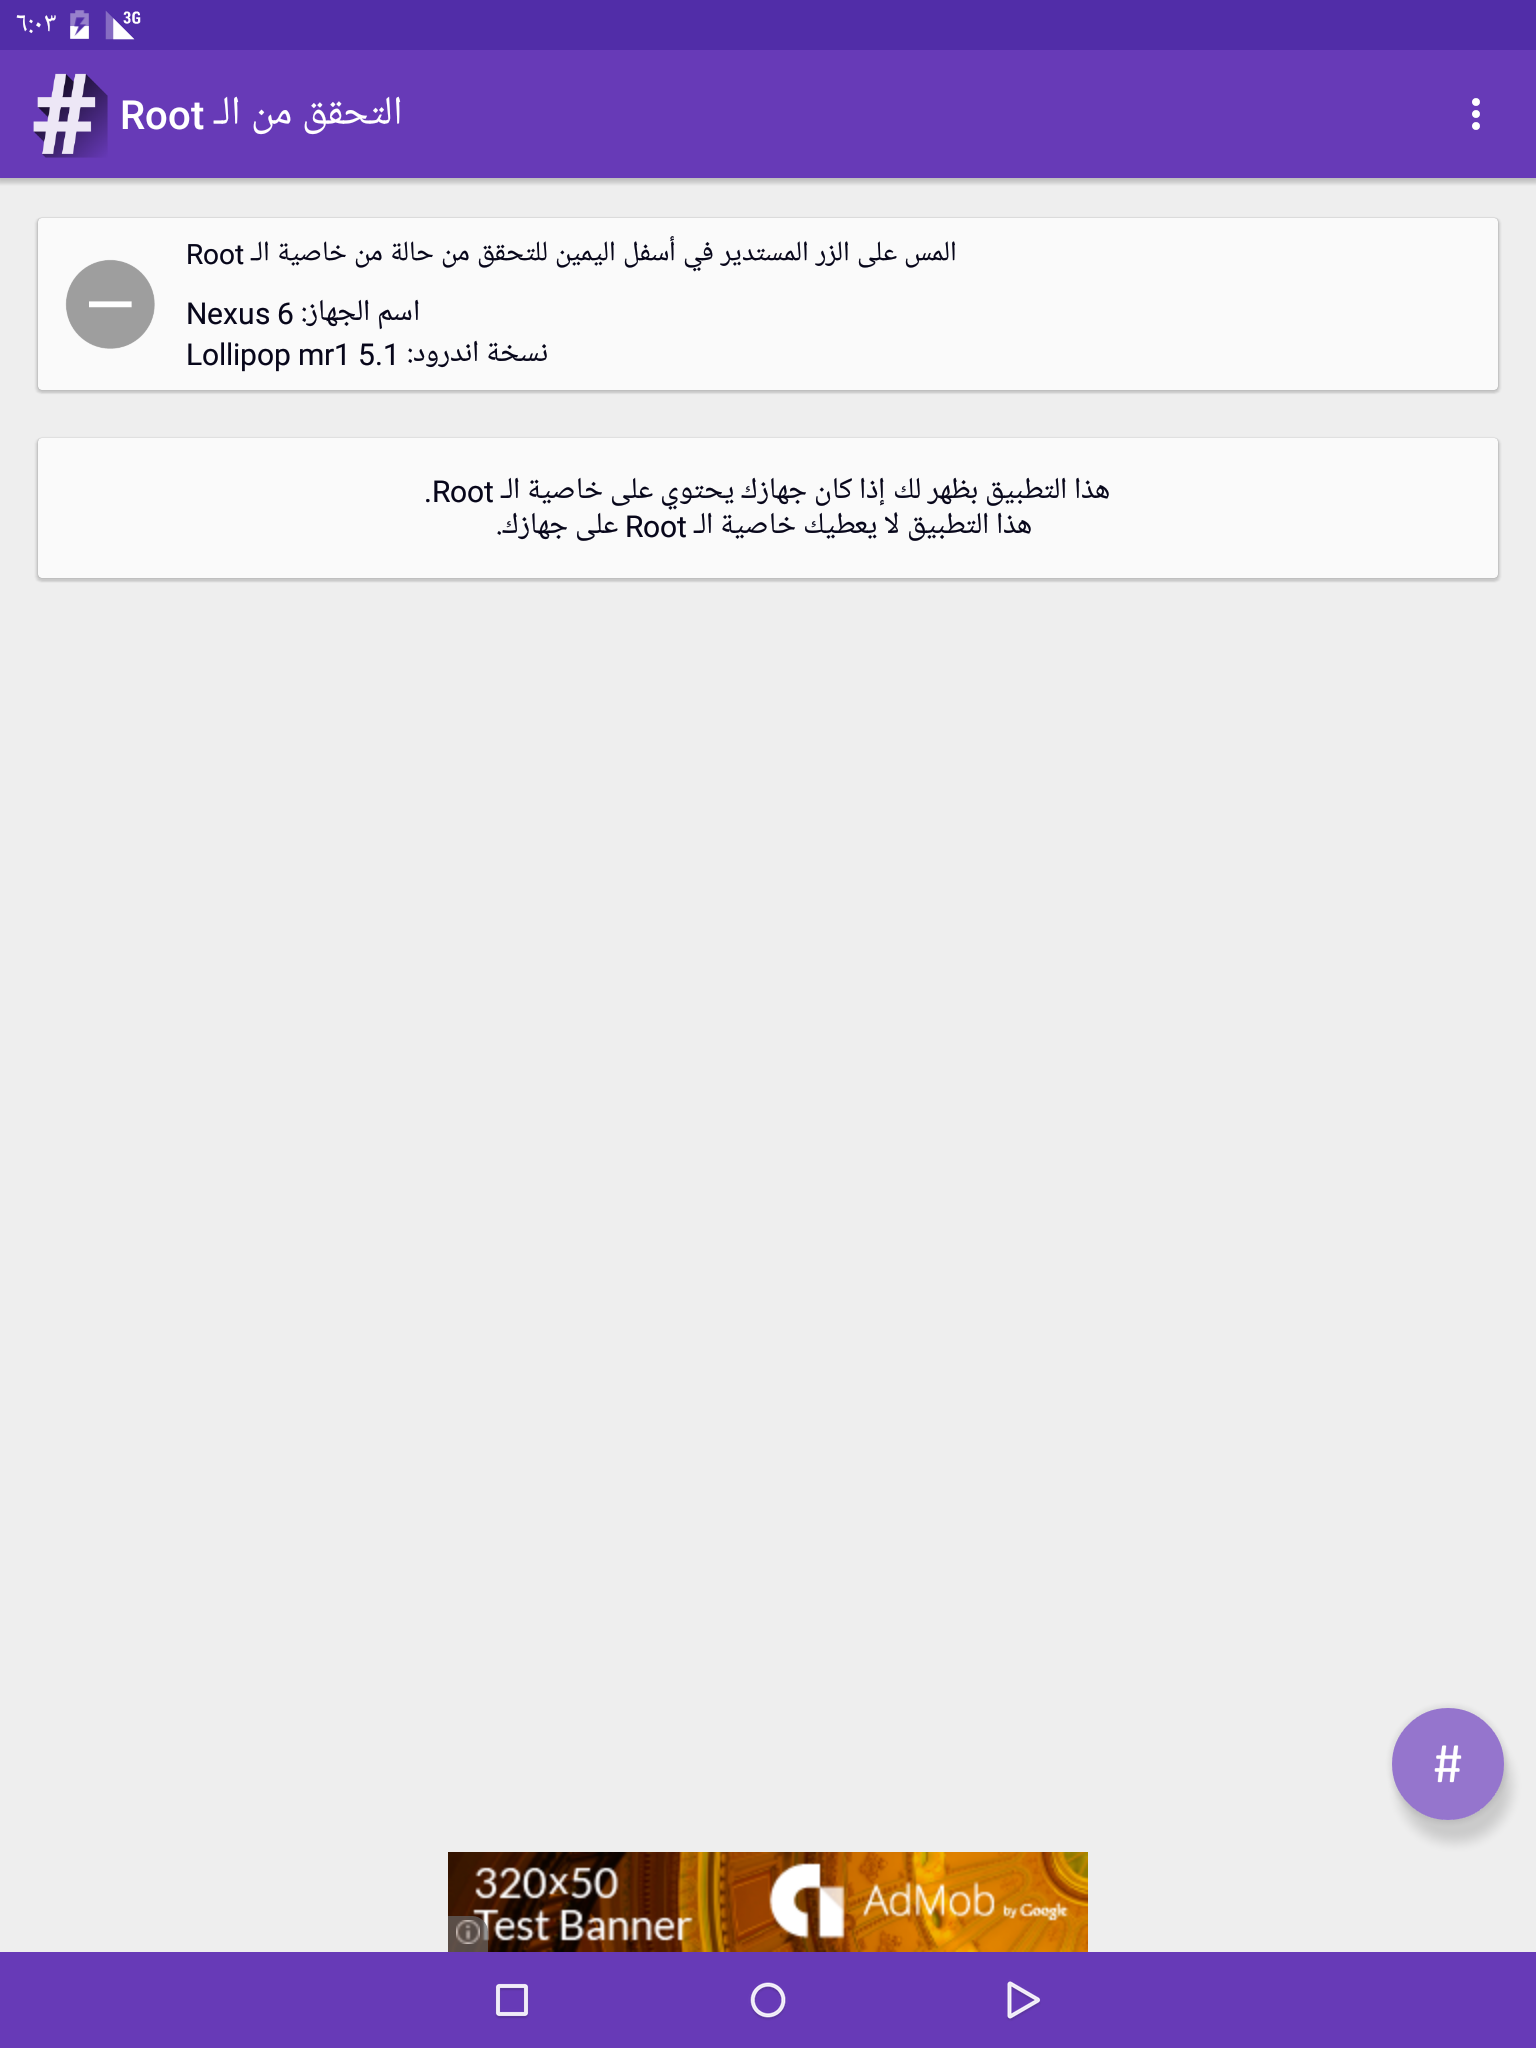 ٦:٠٣
3G
#
التحقق من الـ Root
المس على الزر المستدير في أسفل اليمين للتحقق من حالة من خاصية الـ Root
اسم الجهاز: Nexus 6
نسخة اندرود: Lollipop mr1 5.1
هذا التطبيق بظهر لك إذا كان جهازك يحتوي على خاصية الـ Root.
هذا التطبيق لا يعطيك خاصية الـ Root على جهازك.
#
320x50
Test Banner
AdMob by Google